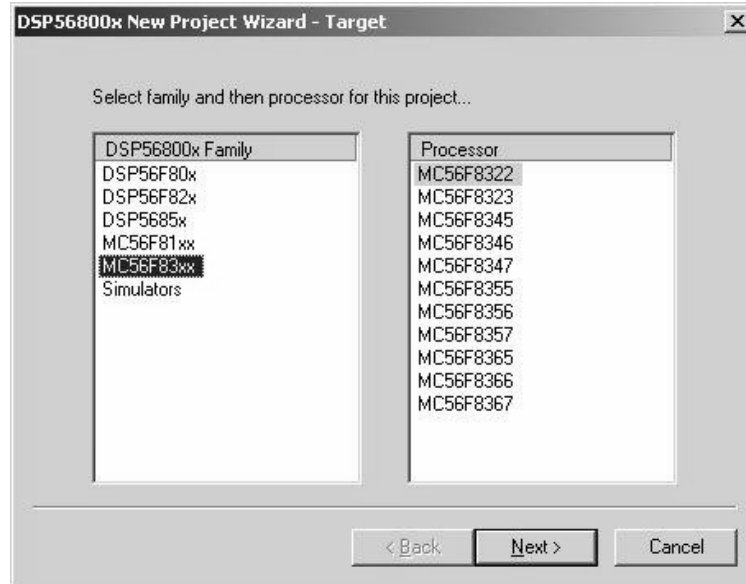 DSP56800x New Project Wizard - Target
Select family and then processor for this project...
DSP56800x Family
DSP56F80x
DSP56F82x
DSP5685x
MC56F81xx
MC56F83xx
Simulators
Processor
MC56F8322
MC56F8323
MC56F8345
MC56F8346
MC56F8347
MC56F8355
MC56F8356
MC56F8357
MC56F8365
MC56F8366
MC56F8367
< Back
Next >
Cancel